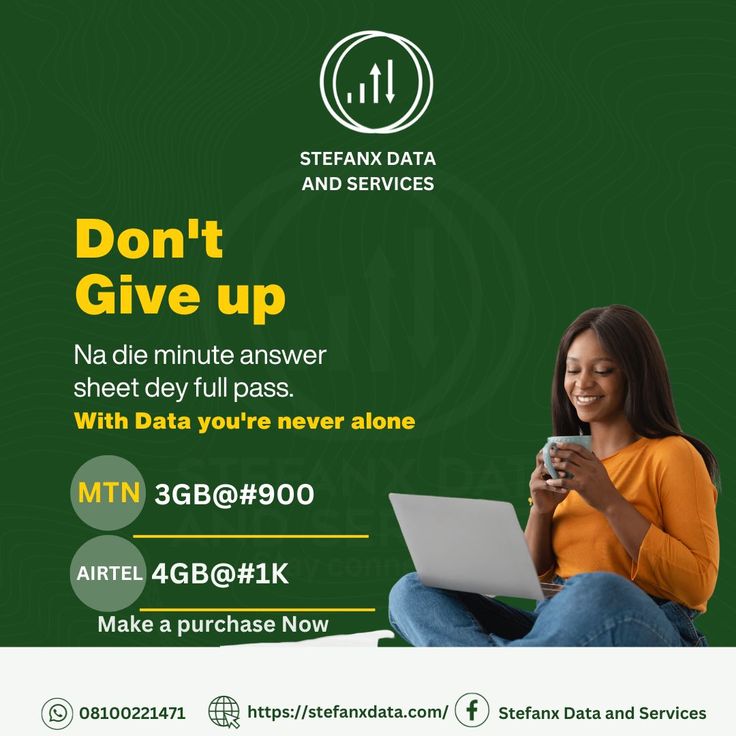 STEFANX DATA
AND SERVICES
Don't
Give up
Na die minute answer
sheet dey full pass.
With Data you're never alone
MTN 3GB@#900
AIRTEL 4GB@#1K
Make a purchase Now
08100221471 https://stefanxdata.com/ f Stefanx Data and Services